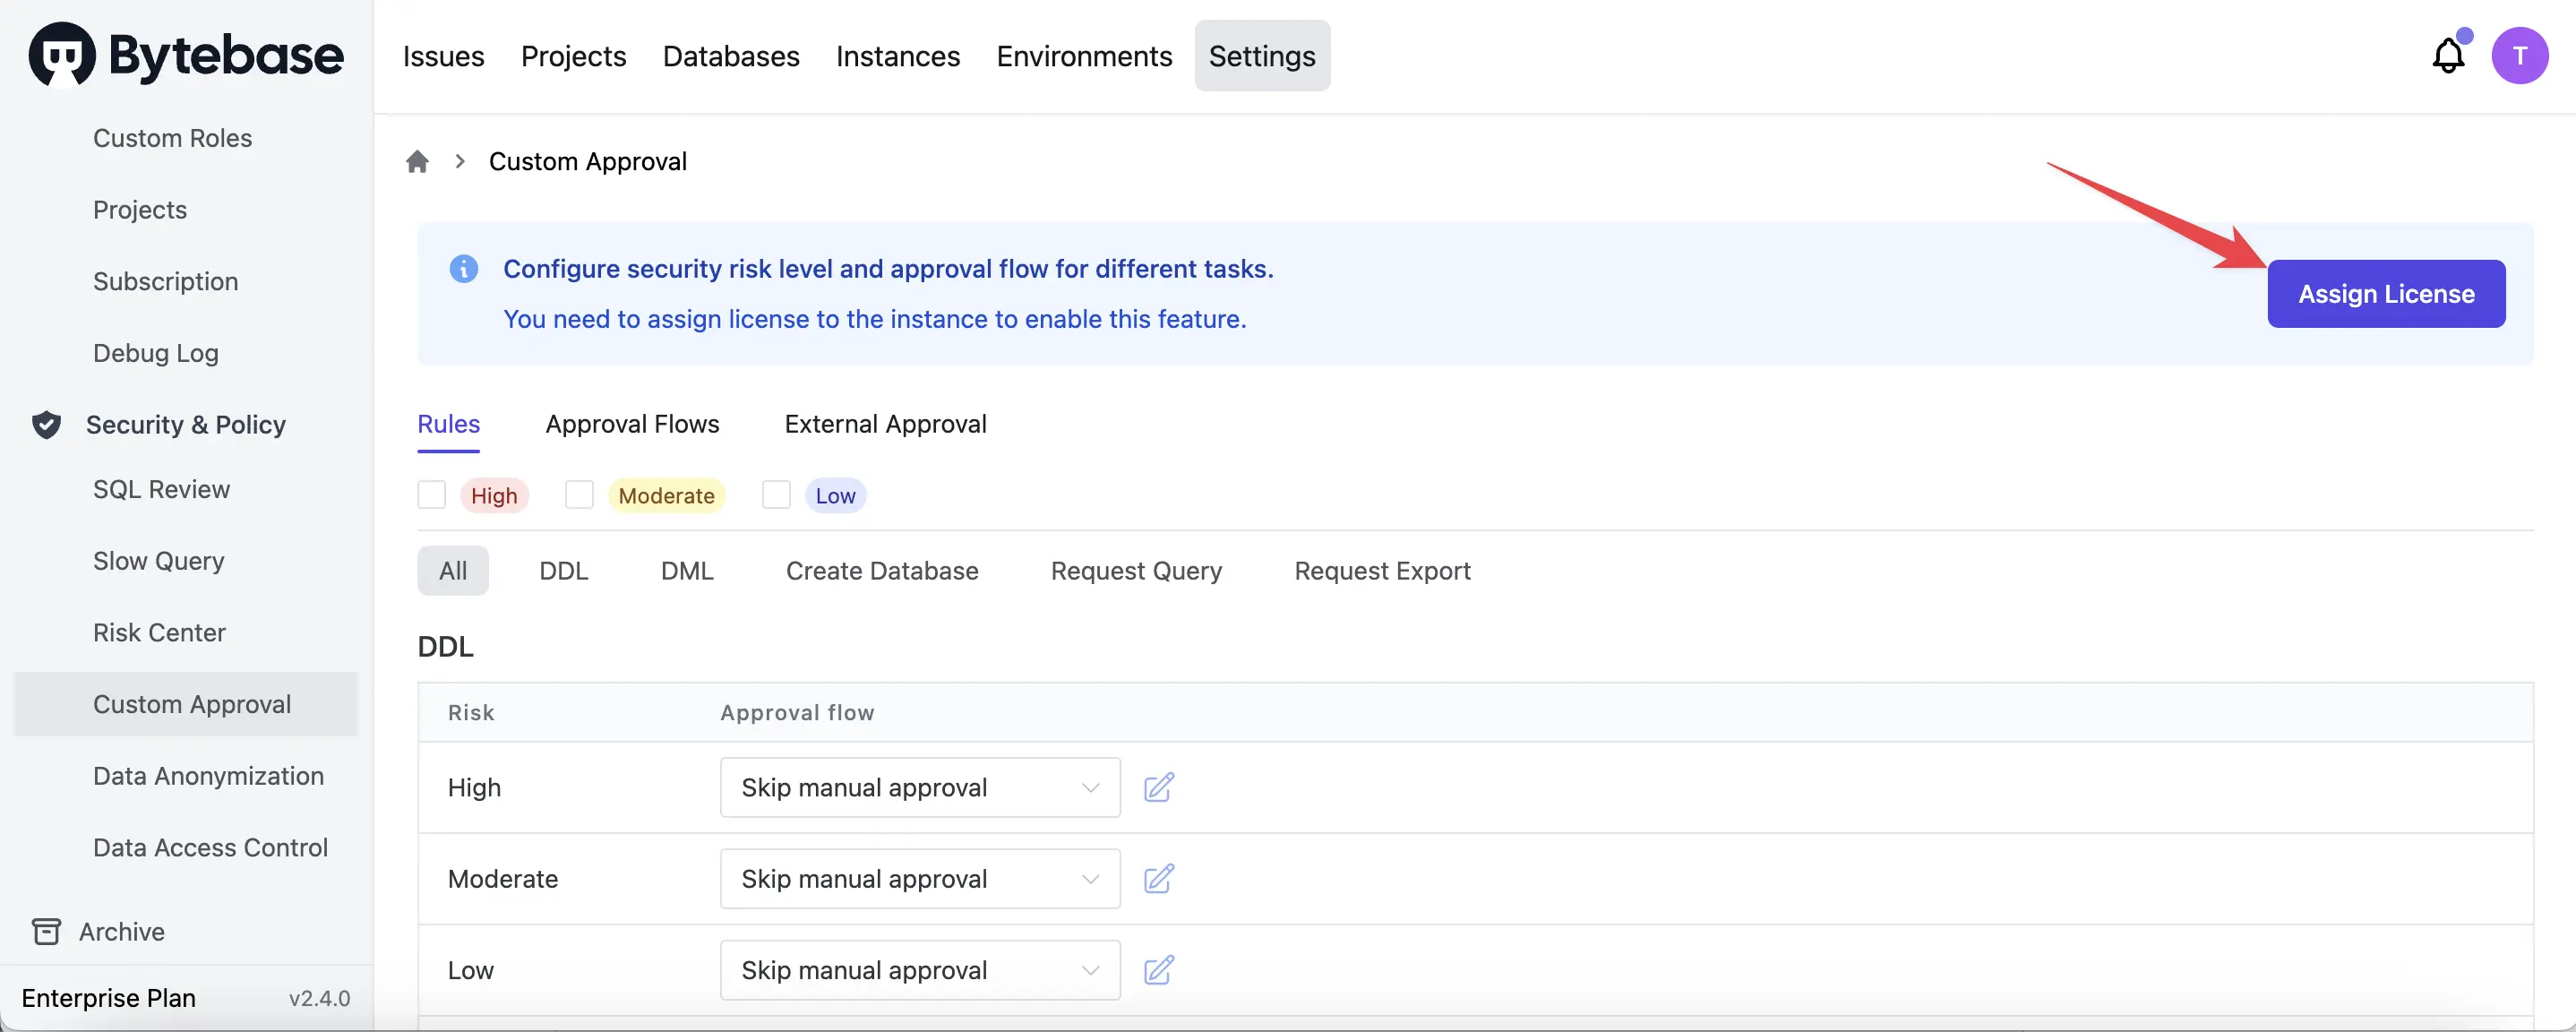 Bytebase
Issues Projects Databases Instances Environments Settings
T
Custom Roles
Projects
Subscription
Debug Log
Security & Policy
SQL Review
Slow Query
Risk Center
Custom Approval
Data Anonymization
Data Access Control
Archive
Enterprise Plan v2.4.0
Custom Approval
Configure security risk level and approval flow for different tasks.
You need to assign license to the instance to enable this feature.
Assign License
Rules Approval Flows External Approval
High Moderate Low
All DDL DML Create Database Request Query Request Export
DDL
Risk Approval flow
High Skip manual approval
Moderate Skip manual approval
Low Skip manual approval